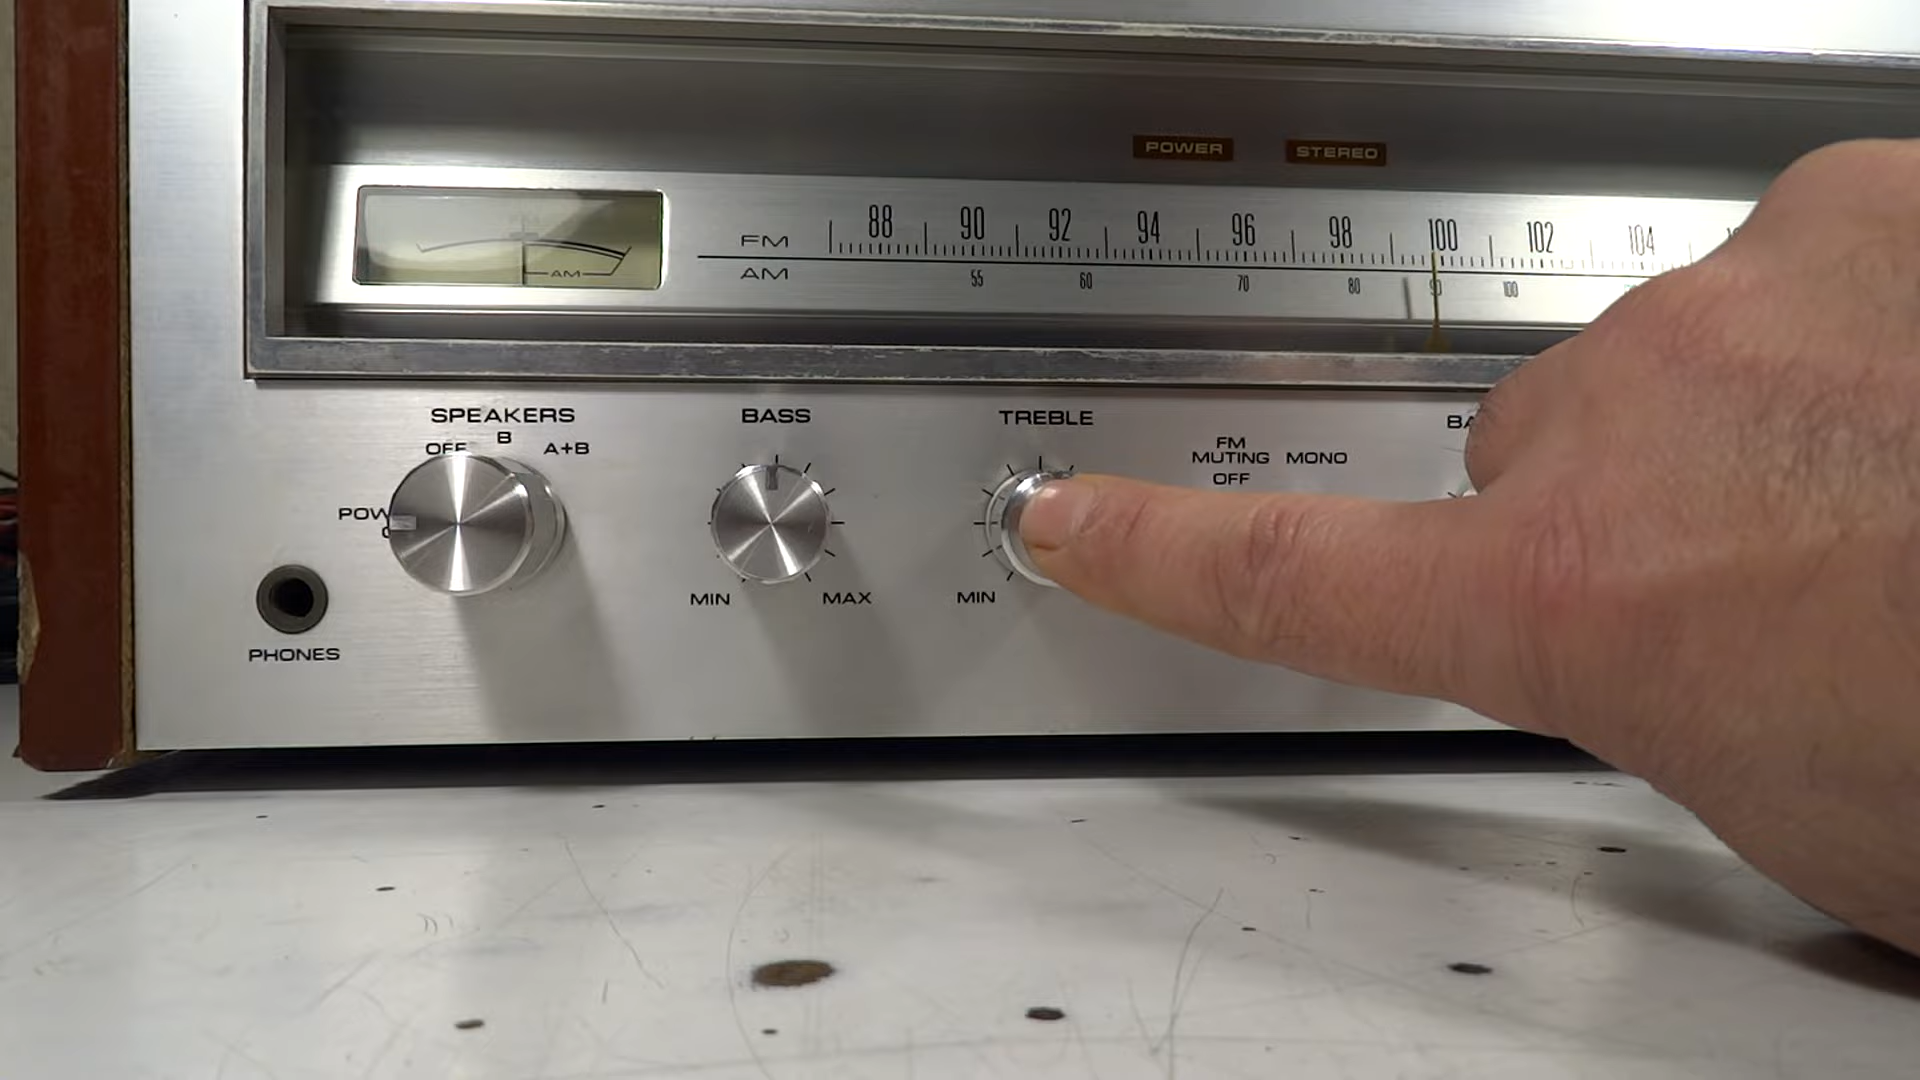 POWER STEREO
FM 88 90 92 94 96 98 100 102 104
AM 55 60 70 80 90 100
AM
SPEAKERS
OFF B A+B
BASS
TREBLE
FM
MUTING
OFF
MONO
MIN MAX
MIN
PHONES